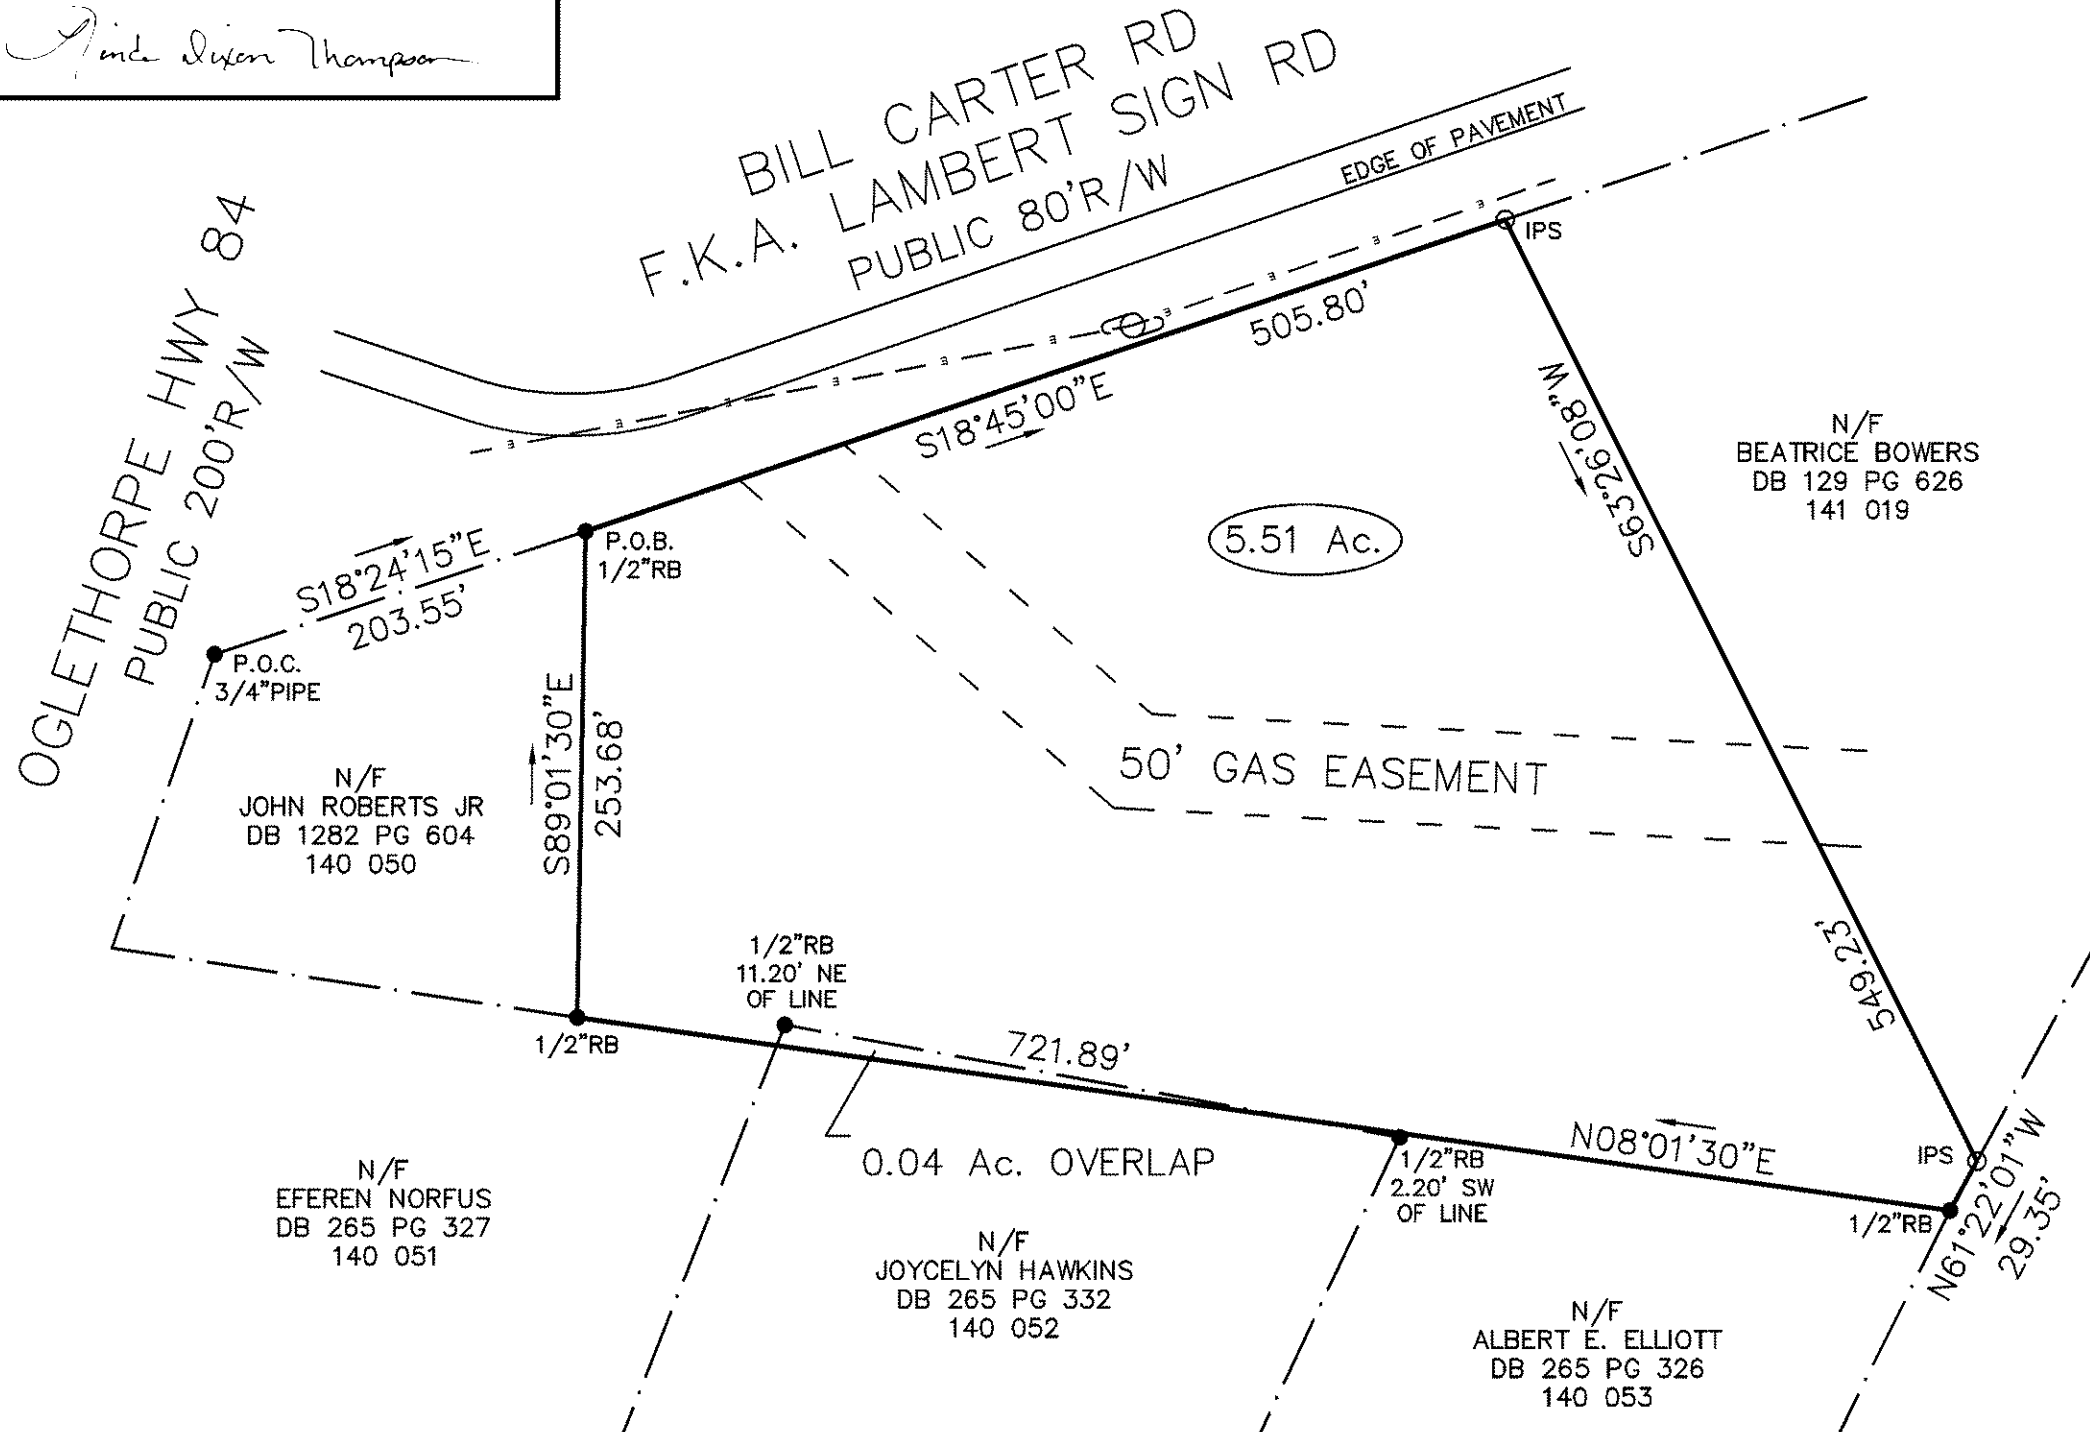 Linda Dixon Thompson
BILL CARTER RD
F.K.A. LAMBERT SIGN RD
PUBLIC 80'R/W
EDGE OF PAVEMENT
OGLETHORPE HWY 84
PUBLIC 200'R/W
IPS
505.80'
S18°45'00"E
S63°26'08"W
549.23'
N/F
BEATRICE BOWERS
DB 129 PG 626
141 019
5.51 Ac.
P.O.B.
1/2"RB
S18°24'15"E
203.55'
P.O.C.
3/4"PIPE
S89°01'30"E
253.68'
N/F
JOHN ROBERTS JR
DB 1282 PG 604
140 050
50' GAS EASEMENT
1/2"RB
11.20' NE
OF LINE
1/2"RB
721.89'
0.04 Ac. OVERLAP
1/2"RB
2.20' SW
OF LINE
N08°01'30"E
IPS
1/2"RB
N61°22'01"W
29.35'
N/F
EFEREN NORFUS
DB 265 PG 327
140 051
N/F
JOYCELYN HAWKINS
DB 265 PG 332
140 052
N/F
ALBERT E. ELLIOTT
DB 265 PG 326
140 053
E E E E E E E E E E